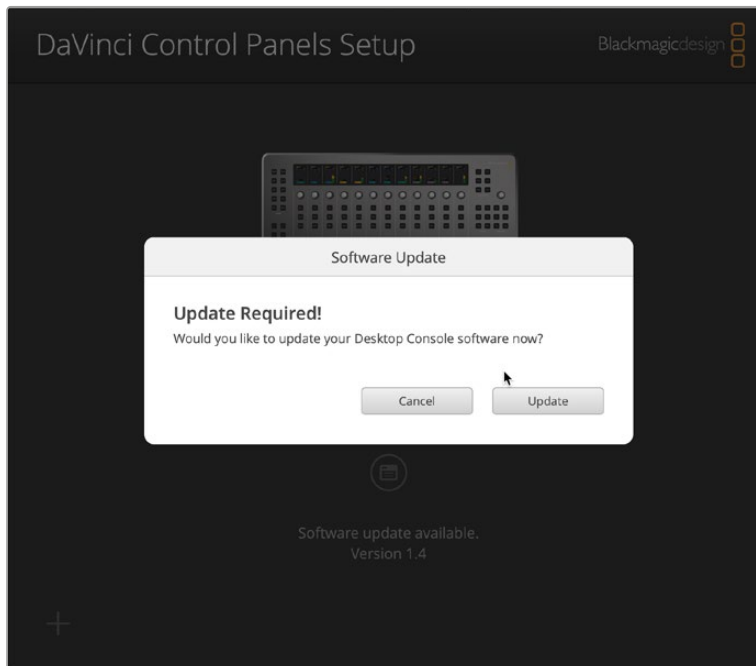 DaVinci Control Panels Setup
Blackmagicdesign
Software Update
Update Required!
Would you like to update your Desktop Console software now?
Cancel
Update
Software update available.
Version 1.4